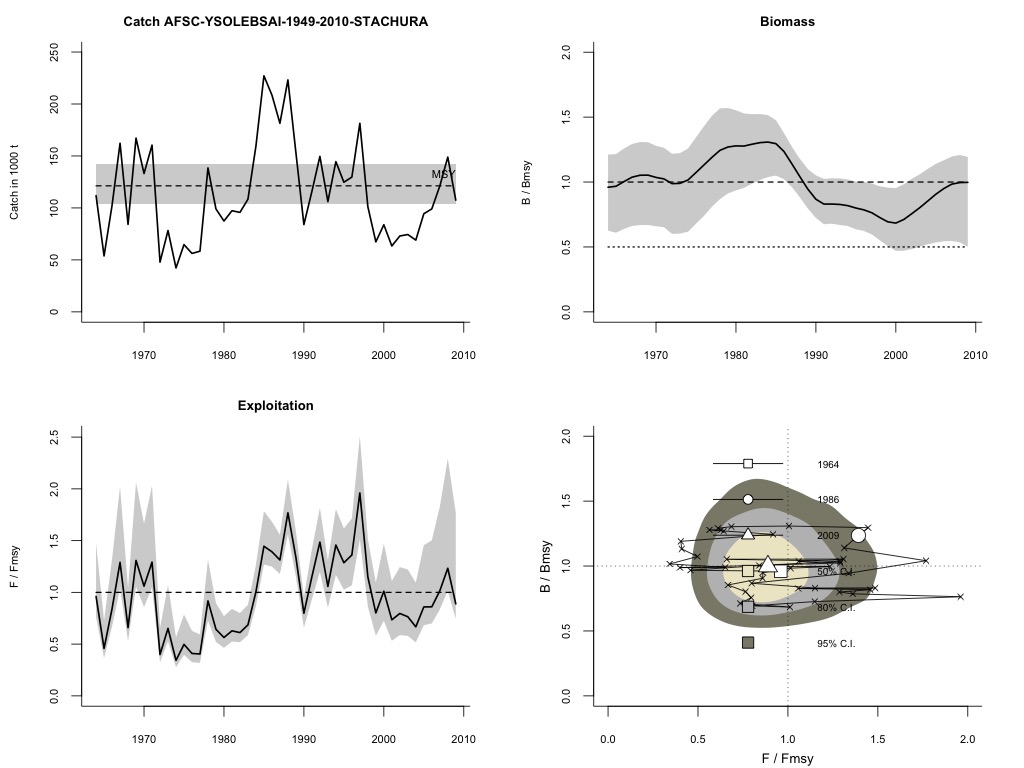 Catch AFSC-YSOLEBSAI-1949-2010-STACHURA
Catch in 1000 t
250
200
150
100
50
0
MSY
1970 1980 1990 2000 2010
Biomass
B / Bmsy
2.0
1.5
1.0
0.5
0.0
1970 1980 1990 2000 2010
Exploitation
F / Fmsy
2.5
2.0
1.5
1.0
0.5
0.0
1970 1980 1990 2000 2010
B / Bmsy
2.0
1.5
1.0
0.5
0.0
1964
1986
2009
50% C.I.
80% C.I.
95% C.I.
0.0 0.5 1.0 1.5 2.0
F / Fmsy